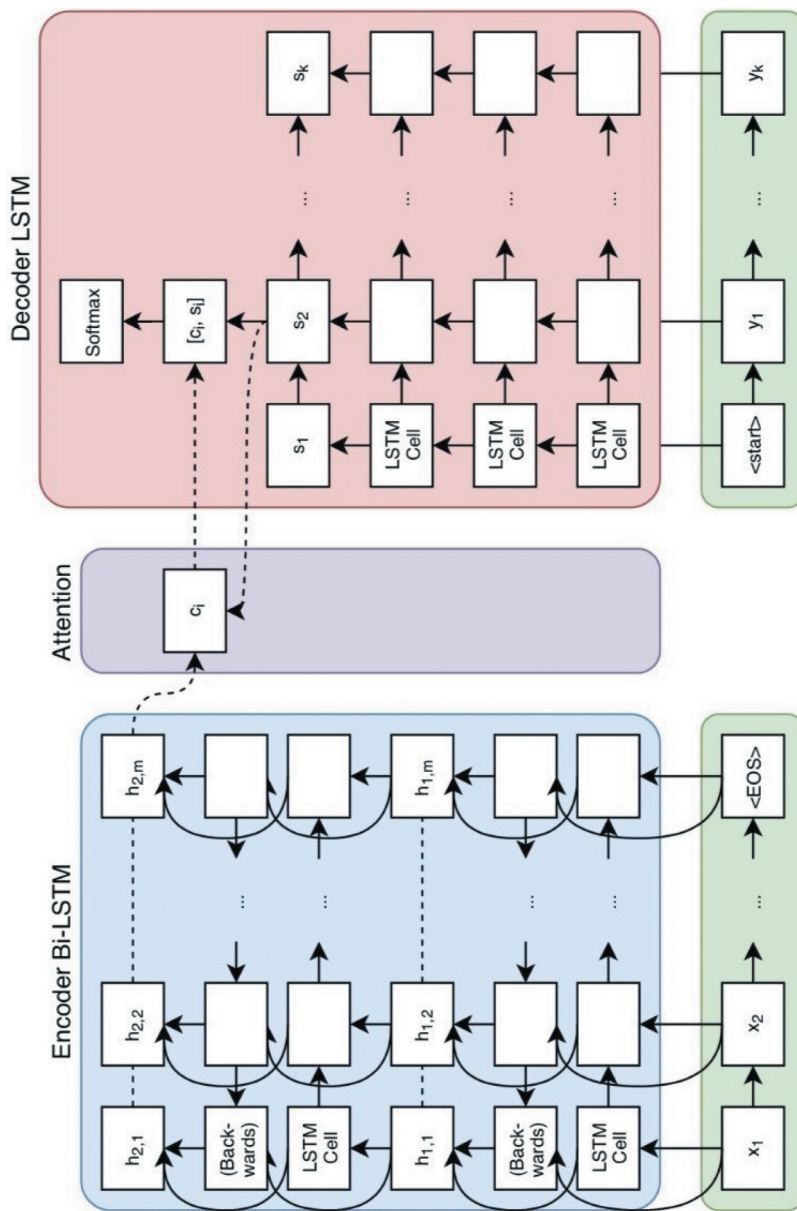 Encoder Bi-LSTM
Attention
Decoder LSTM
h2,1
h2,2
h2,m
ci
Softmax
[ci, si]
(Back-
wards)
...
LSTM
Cell
...
s1
s2
...
sk
h1,1
h1,2
h1,m
LSTM
Cell
...
(Back-
wards)
...
LSTM
Cell
...
LSTM
Cell
...
LSTM
Cell
...
x1
x2
...
<EOS>
<start>
y1
...
yk